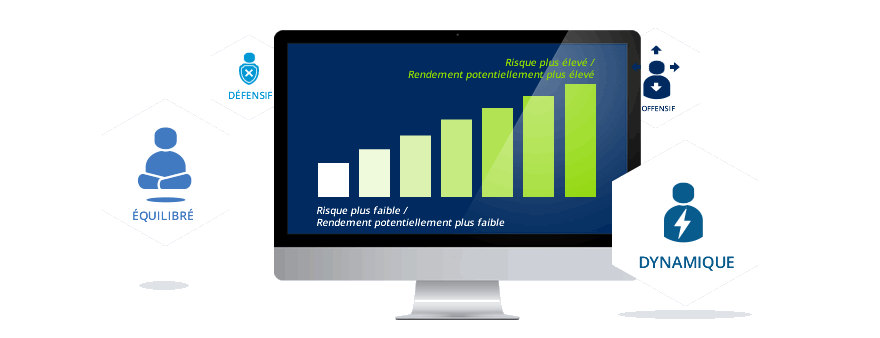 DÉFENSIF
ÉQUILIBRÉ
Risque plus élevé /
Rendement potentiellement plus élevé
Risque plus faible /
Rendement potentiellement plus faible
OFFENSIF
DYNAMIQUE